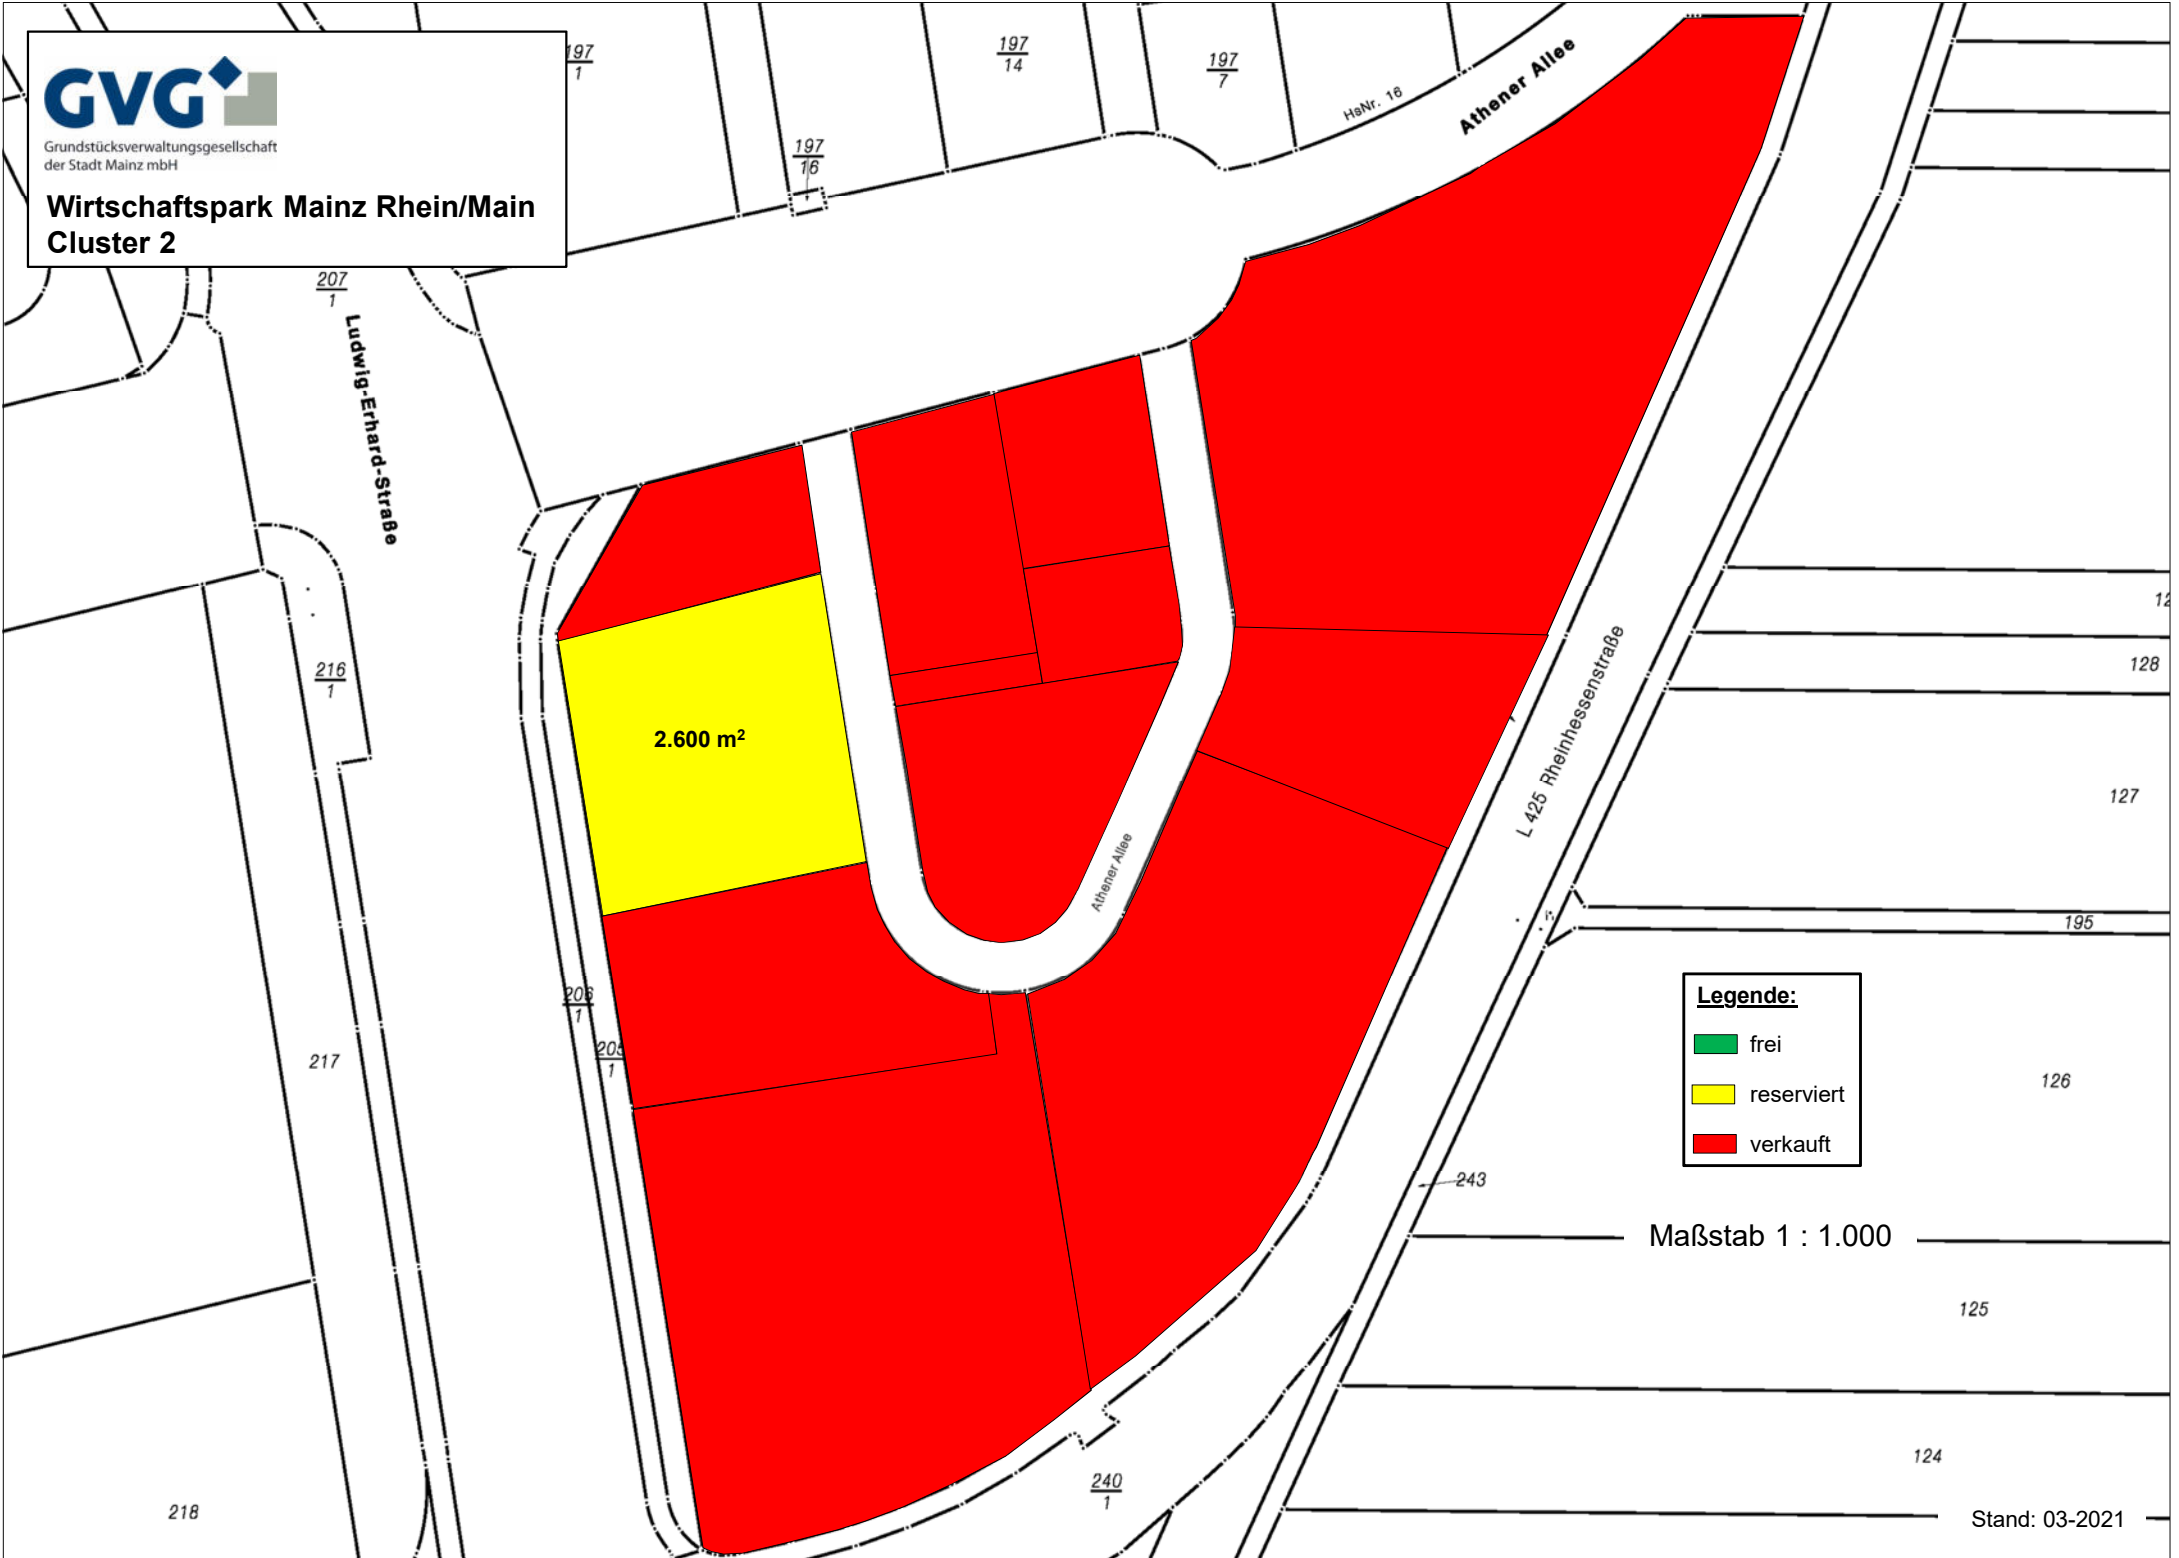 GVG
Grundstücksverwaltungsgesellschaft
der Stadt Mainz mbH
Wirtschaftspark Mainz Rhein/Main
Cluster 2
197
1
197
14
197
7
197
16
HsNr. 16
Athener Allee
207
1
Ludwig-Erhard-Straße
216
1
2.600 m²
Athener Allee
L 425 Rheinhessenstraße
128
127
195
206
1
205
1
217
126
Legende:
frei
reserviert
verkauft
243
Maßstab 1 : 1.000
125
124
240
1
218
Stand: 03-2021